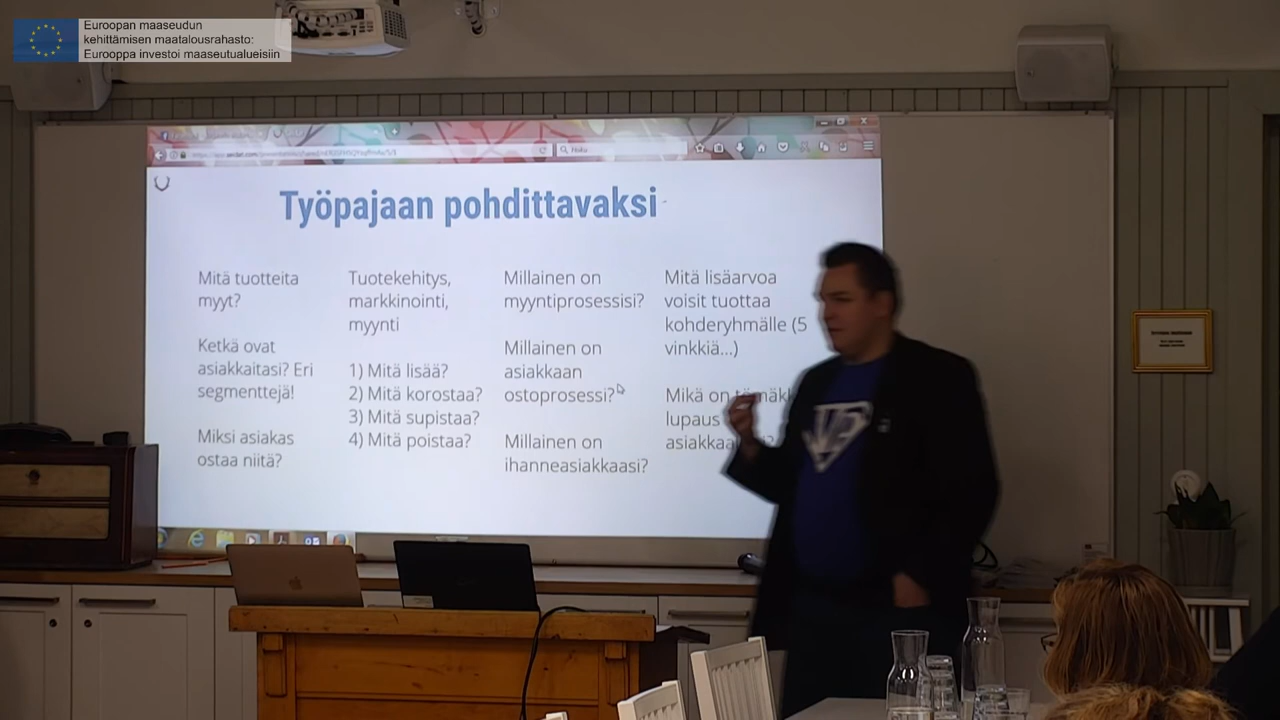 Euroopan maaseudun
kehittämisen maatalousrahasto:
Eurooppa investoi maaseutualueisiin
Työpajaan pohdittavaksi
Mitä tuotteita
myyt?
Ketkä ovat
asiakkaitasi? Eri
segmenttejä!
Miksi asiakas
ostaa niitä?
Tuotekehitys,
markkinointi,
myynti
1) Mitä lisää?
2) Mitä korostaa?
3) Mitä supistaa?
4) Mitä poistaa?
Millainen on
myyntiprosessisi?
Millainen on
asiakkaan
ostoprosessi?
Millainen on
ihanneasiakkaasi?
Mitä lisäarvoa
voisit tuottaa
kohderyhmälle (5
vinkkiä...)
Mikä on
lupaus